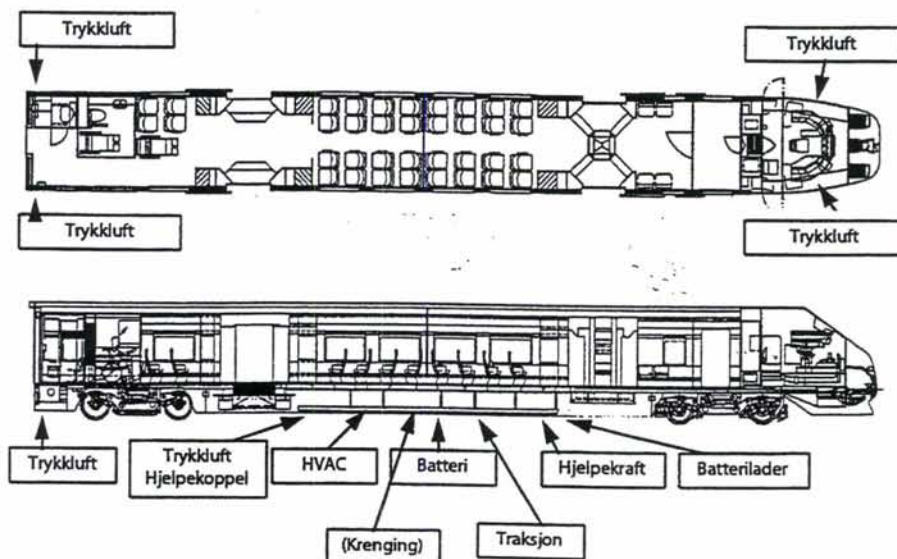 Trykkluft
Trykkluft
Trykkluft
Trykkluft
Trykkluft
Trykkluft
Hjelpekoppel
HVAC
Batteri
Hjelpekraft
Batterilader
(Krenging)
Traksjon